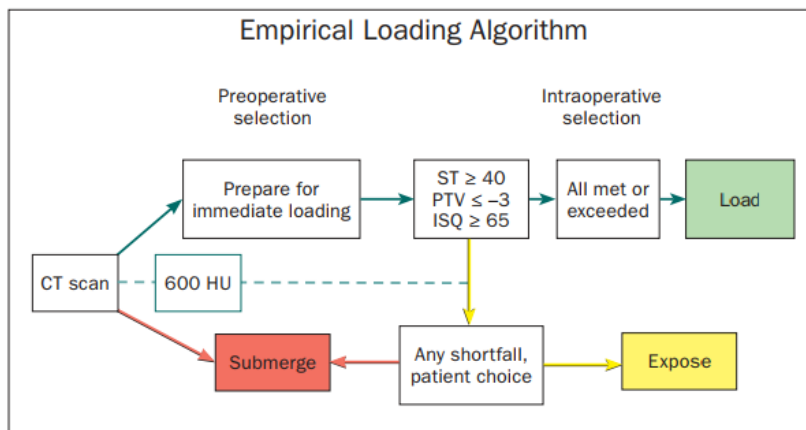 Empirical Loading Algorithm
Preoperative
selection
Intraoperative
selection
Prepare for
immediate loading
ST ≥ 40
PTV ≤ –3
ISQ ≥ 65
All met or
exceeded
Load
CT scan
600 HU
Submerge
Any shortfall,
patient choice
Expose